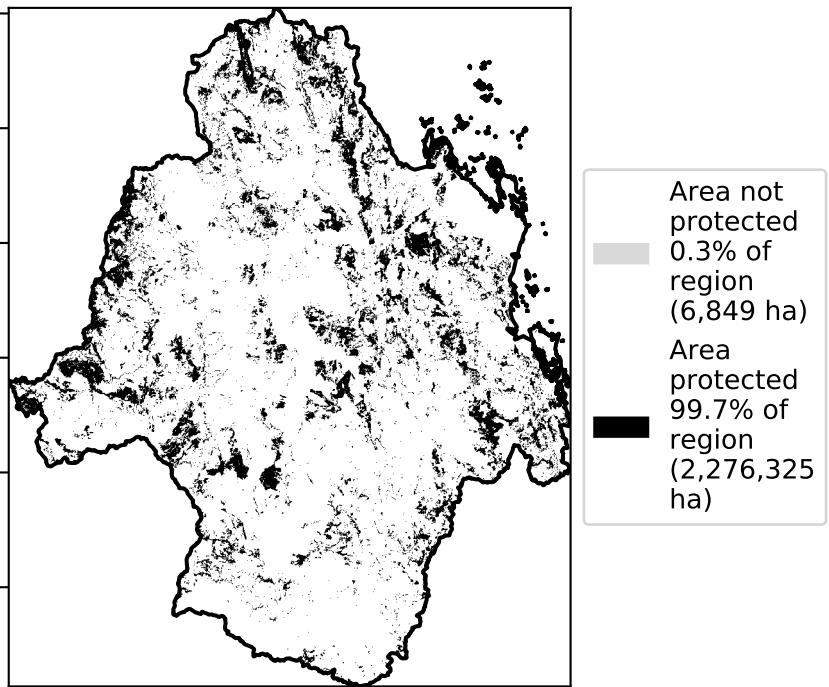 Area not
protected
0.3% of
region
(6,849 ha)
Area
protected
99.7% of
region
(2,276,325
ha)